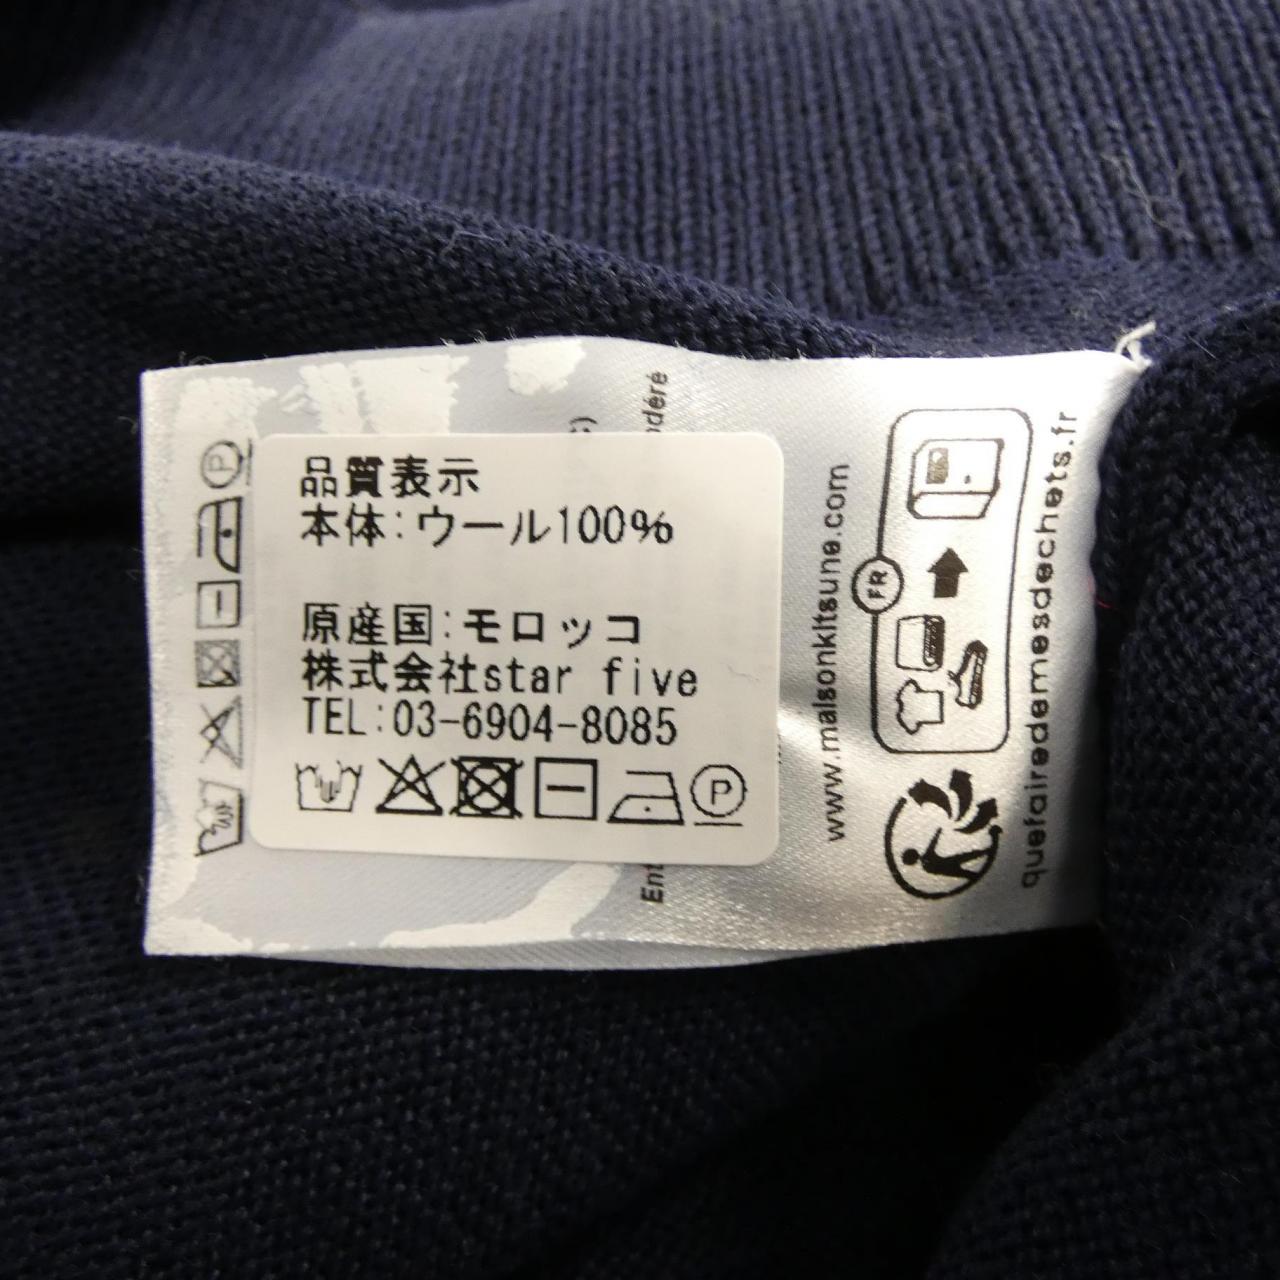 品質表示
本体:ウール100%
原産国:モロッコ
株式会社star five
TEL:03-6904-8085
P
P
www.maisonkitsune.com
FR
quefairedemesdechets.fr